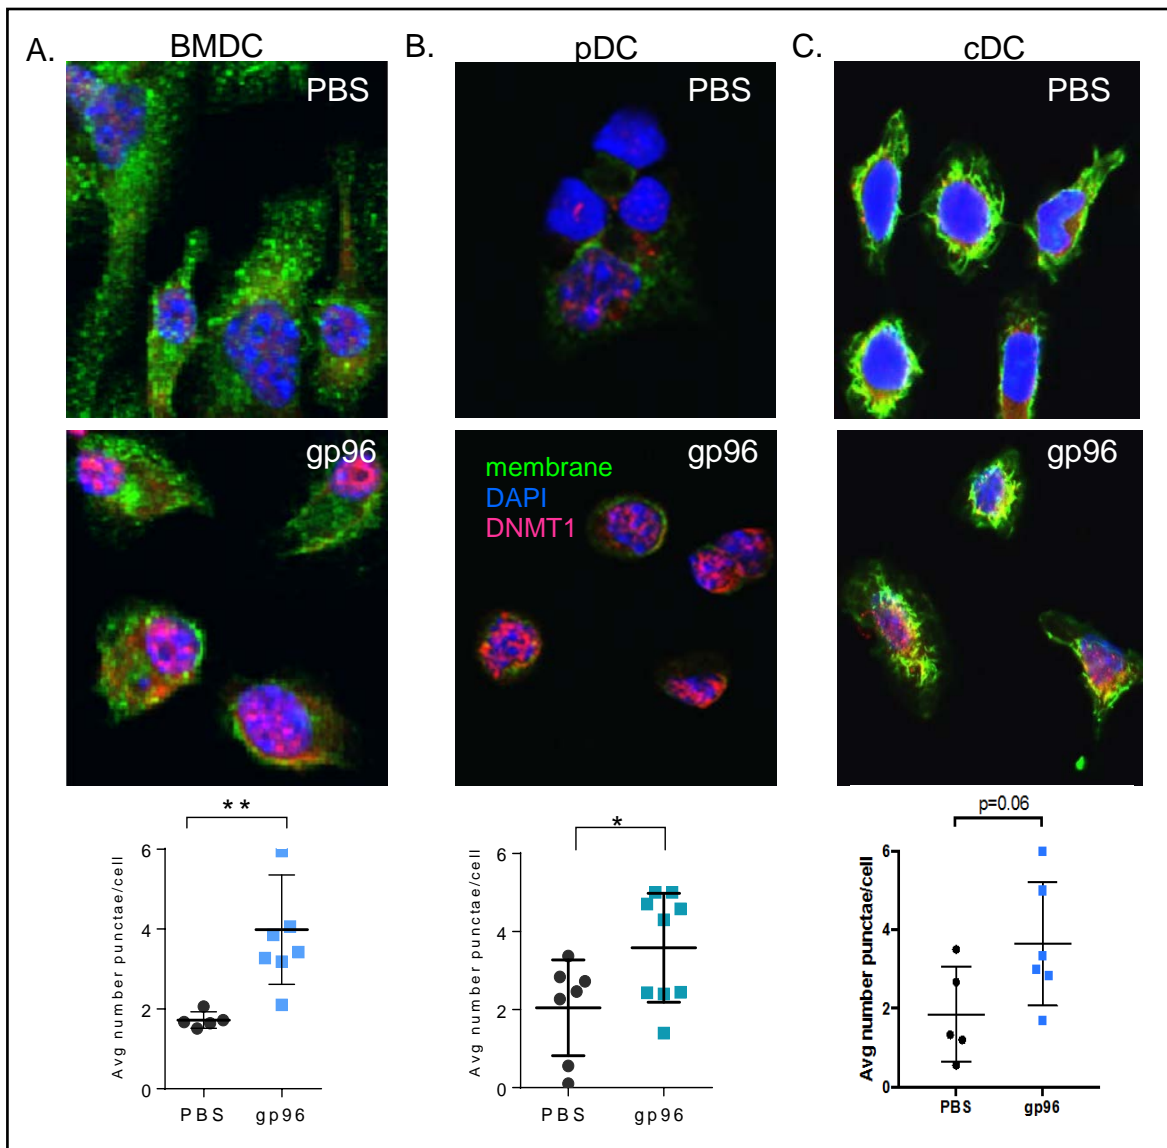 A. BMDC
PBS
gp96
**
Avg number punctae/cell
6
4
2
0
PBS gp96
B. pDC
PBS
gp96
membrane
DAPI
DNMT1
*
Avg number punctae/cell
6
4
2
0
PBS gp96
C. cDC
PBS
gp96
p=0.06
Avg number punctae/cell
6
4
2
0
PBS gp96